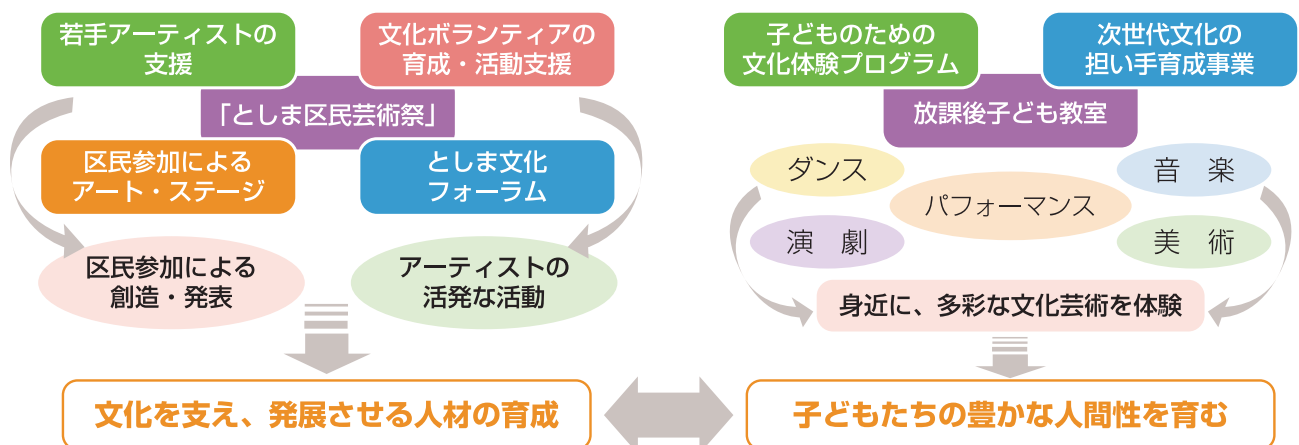 若手アーティストの
支援
文化ボランティアの
育成・活動支援
「としま区民芸術祭」
区民参加による
アート・ステージ
としま文化
フォーラム
区民参加による
創造・発表
アーティストの
活発な活動
文化を支え、発展させる人材の育成
子どものための
文化体験プログラム
次世代文化の
担い手育成事業
放課後子ども教室
ダンス
音　楽
パフォーマンス
演　劇
美　術
身近に、多彩な文化芸術を体験
子どもたちの豊かな人間性を育む